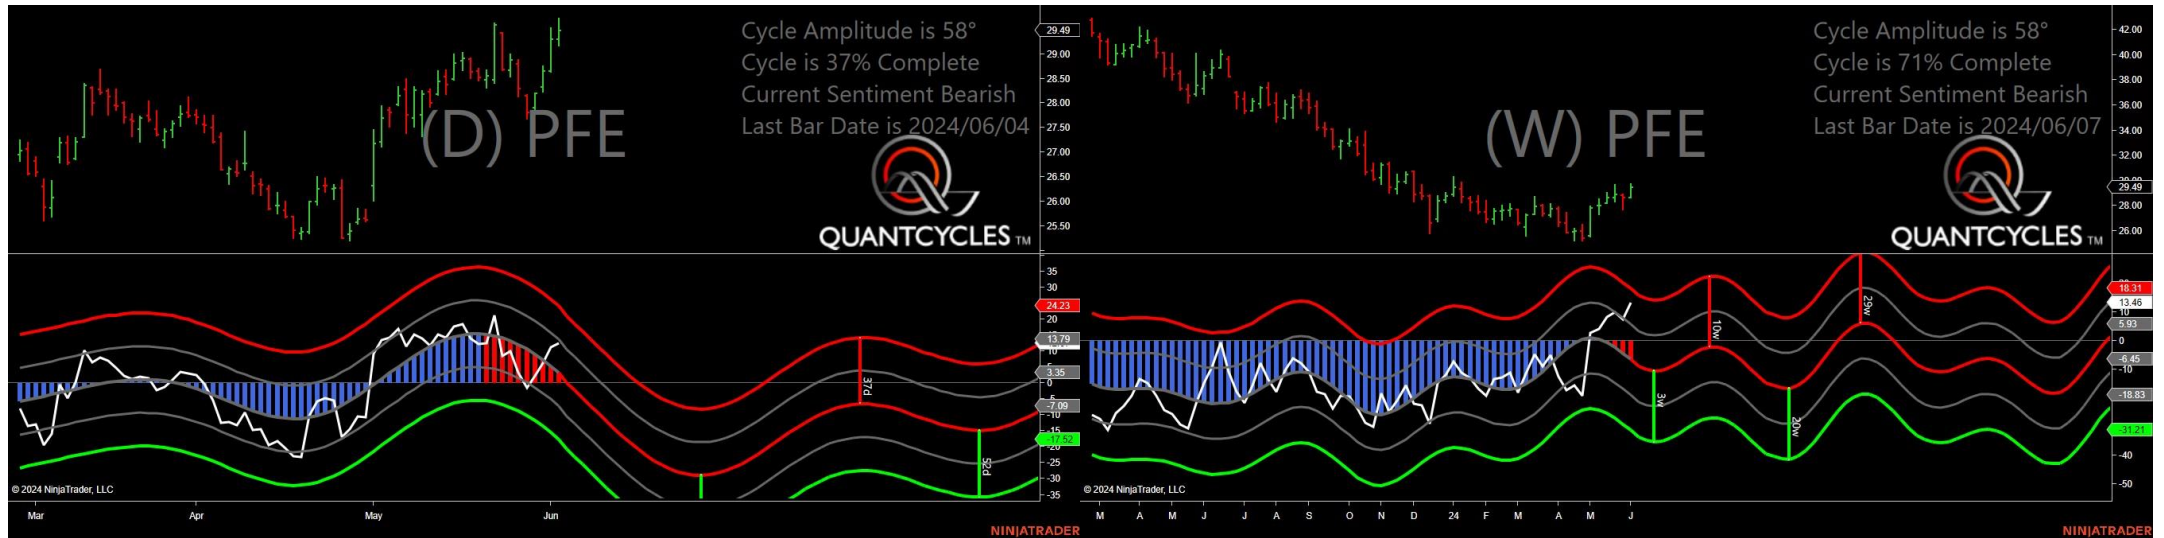 Cycle Amplitude is 58°
Cycle is 37% Complete
Current Sentiment Bearish
Last Bar Date is 2024/06/04
(D) PFE
QUANTCYCLES TM
29.49
29.00
28.50
28.00
27.50
27.00
26.50
26.00
25.50
35
30
24.23
20
13.79
10
3.35
0
-7.09
-10
-15
-17.52
-20
-25
-30
-35
37d
52d
© 2024 NinjaTrader, LLC
Mar Apr May Jun
NINJATRADER
Cycle Amplitude is 58°
Cycle is 71% Complete
Current Sentiment Bearish
Last Bar Date is 2024/06/07
(W) PFE
QUANTCYCLES TM
42.00
40.00
38.00
36.00
34.00
32.00
30.00
29.49
28.00
26.00
18.31
13.46
10
5.93
0
-6.45
-10
-18.83
-31.21
-40
-50
10w
29w
3w
20w
© 2024 NinjaTrader, LLC
M A M J J A S O N D 24 F M A M J
NINJATRADER